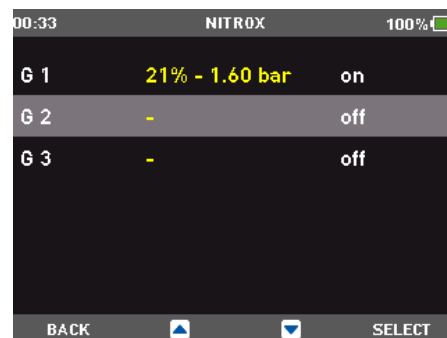 00:33 NITROX 100%
G 1 21% - 1.60 bar on
G 2 - off
G 3 - off
BACK SELECT